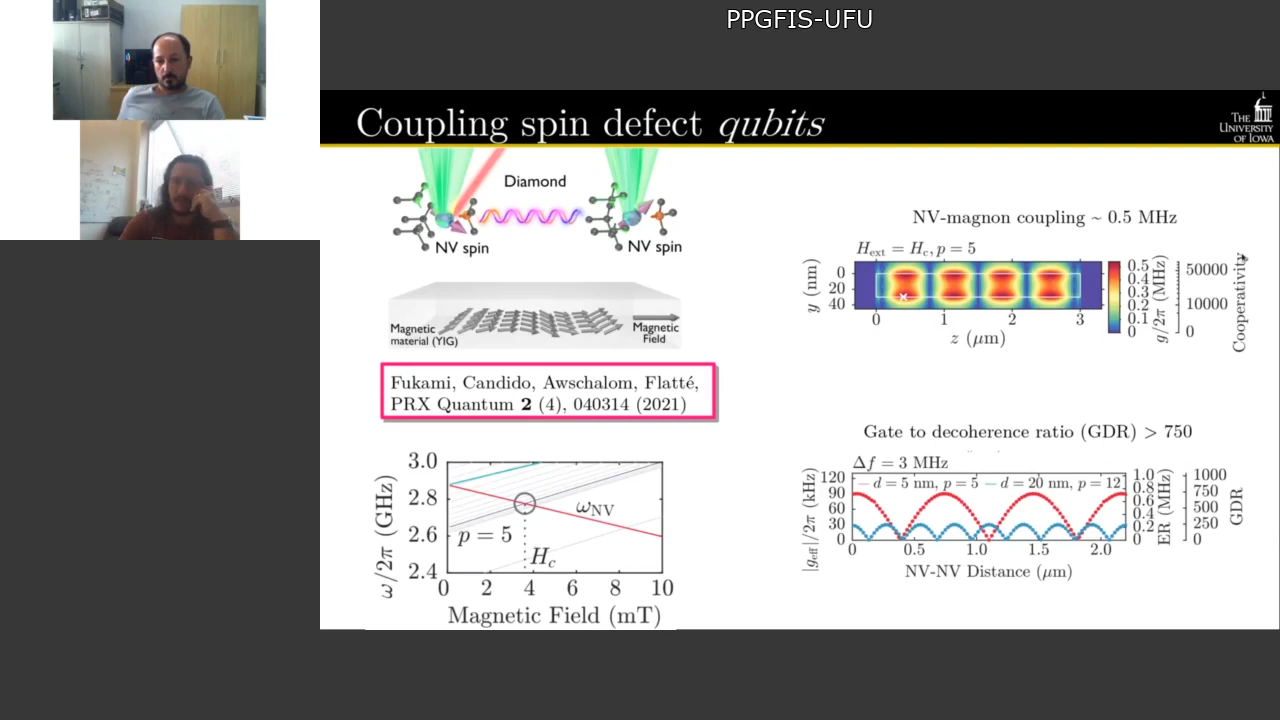 PPGFIS-UFU
Coupling spin defect qubits
THE
UNIVERSITY
OF IOWA
Diamond
NV spin
NV spin
Magnetic
material (YIG)
Magnetic
Field
Fukami, Candido, Awschalom, Flatté,
PRX Quantum 2 (4), 040314 (2021)
3.0
2.8
2.6
2.4
ω/2π (GHz)
ωNV
p = 5
Hc
0 2 4 6 8 10
Magnetic Field (mT)
NV-magnon coupling ~ 0.5 MHz
Hext = Hc, p = 5
y (nm)
0
20
40
0 1 2 3
z (μm)
0.5
0.4
0.3
0.2
0.1
0
g/2π (MHz)
50000
10000
0
Cooperativity
Gate to decoherence ratio (GDR) > 750
Δf = 3 MHz
d = 5 nm, p = 5 d = 20 nm, p = 12
|geff|/2π (kHz)
120
90
60
30
0
0 0.5 1.0 1.5 2.0
NV-NV Distance (μm)
1.0
0.8
0.6
0.4
0.2
0
ER (MHz)
1000
750
500
250
0
GDR